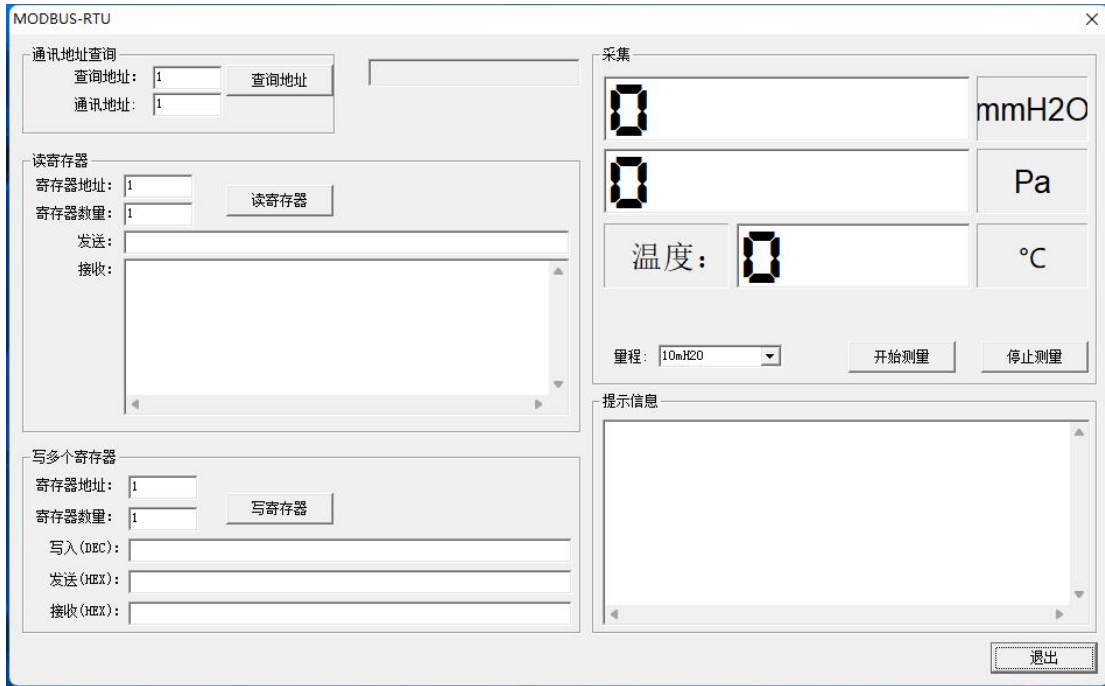 MODBUS-RTU
通讯地址查询
查询地址: 1
查询地址
通讯地址: 1
读寄存器
寄存器地址: 1
读寄存器
寄存器数量: 1
发送:
接收:
写多个寄存器
寄存器地址: 1
写寄存器
寄存器数量: 1
写入(DEC):
发送(HEX):
接收(HEX):
采集
0 mmH2O
0 Pa
温度: 0 °C
量程: 10mH2O
开始测量
停止测量
提示信息
退出